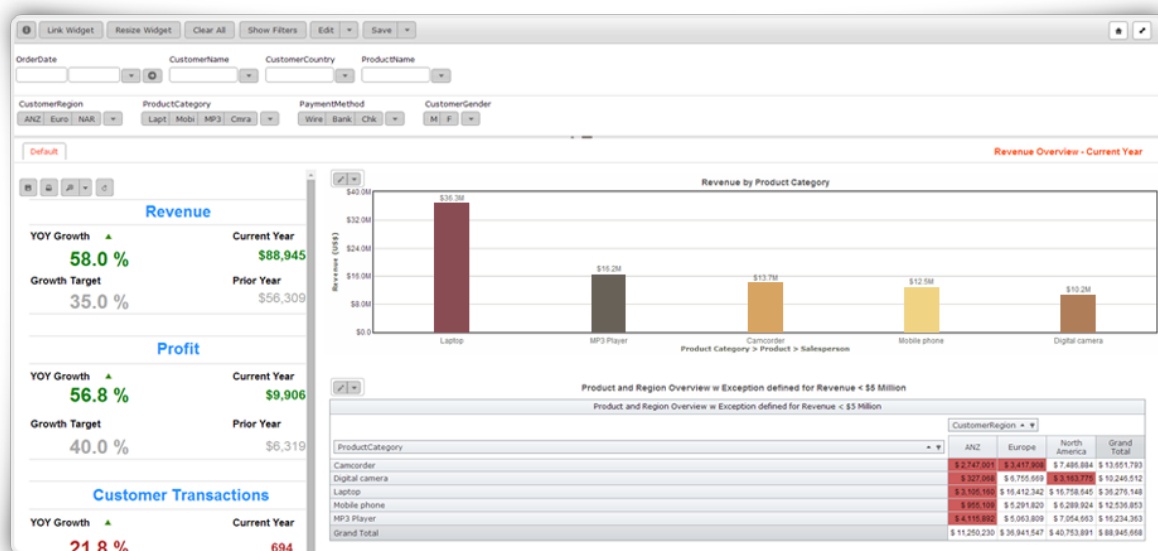 Link Widget Resize Widget Clear All Show Filters Edit Save
OrderDate CustomerName CustomerCountry ProductName
CustomerRegion ProductCategory PaymentMethod CustomerGender
ANZ Euro NAR Lapt Mobi MP3 Cmra Wire Bank Chk M F
Default
Revenue Overview - Current Year
Revenue
YOY Growth Current Year
58.0 % $88,945
Growth Target Prior Year
35.0 % $56,309
Profit
YOY Growth Current Year
56.8 % $9,906
Growth Target Prior Year
40.0 % $6,319
Customer Transactions
YOY Growth Current Year
21.8 % 694
Revenue by Product Category
Revenue (US$)
$40.0M
$32.0M
$24.0M
$16.0M
$8.0M
$0.0
$36.3M
$16.2M
$13.7M
$12.5M
$10.2M
Laptop MP3 Player Camcorder Mobile phone Digital camera
Product Category > Product > Salesperson
Product and Region Overview w Exception defined for Revenue < $5 Million
Product and Region Overview w Exception defined for Revenue < $5 Million
CustomerRegion
ProductCategory ANZ Europe North America Grand Total
Camcorder $ 2,747,001 $ 3,417,908 $ 7,486,884 $ 13,651,793
Digital camera $ 327,068 $ 6,755,669 $ 3,163,775 $ 10,246,512
Laptop $ 3,105,160 $ 16,412,342 $ 16,758,645 $ 36,276,148
Mobile phone $ 955,109 $ 5,291,820 $ 6,289,924 $ 12,536,853
MP3 Player $ 4,115,892 $ 5,063,809 $ 7,054,663 $ 16,234,363
Grand Total $ 11,250,230 $ 36,941,547 $ 40,753,891 $ 88,945,668